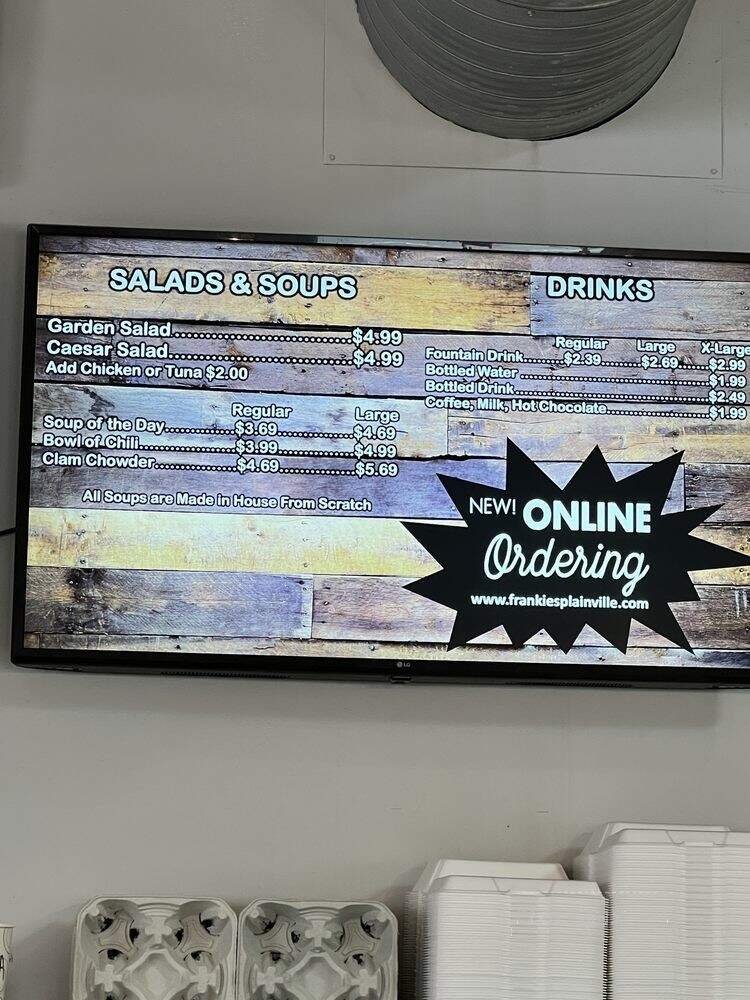 SALADS & SOUPS
Garden Salad..............................$4.99
Caesar Salad..............................$4.99
Add Chicken or Tuna $2.00
Regular Large
Soup of the Day..............$3.69..............$4.69
Bowl of Chili..............$3.99..............$4.99
Clam Chowder..............$4.69..............$5.69
All Soups are Made in House From Scratch
DRINKS
Regular Large X-Large
Fountain Drink........$2.39........$2.69........$2.99
Bottled Water..............................$1.99
Bottled Drink..............................$2.49
Coffee, Milk, Hot Chocolate....................$1.99
NEW! ONLINE
Ordering
www.frankiesplainville.com
LG